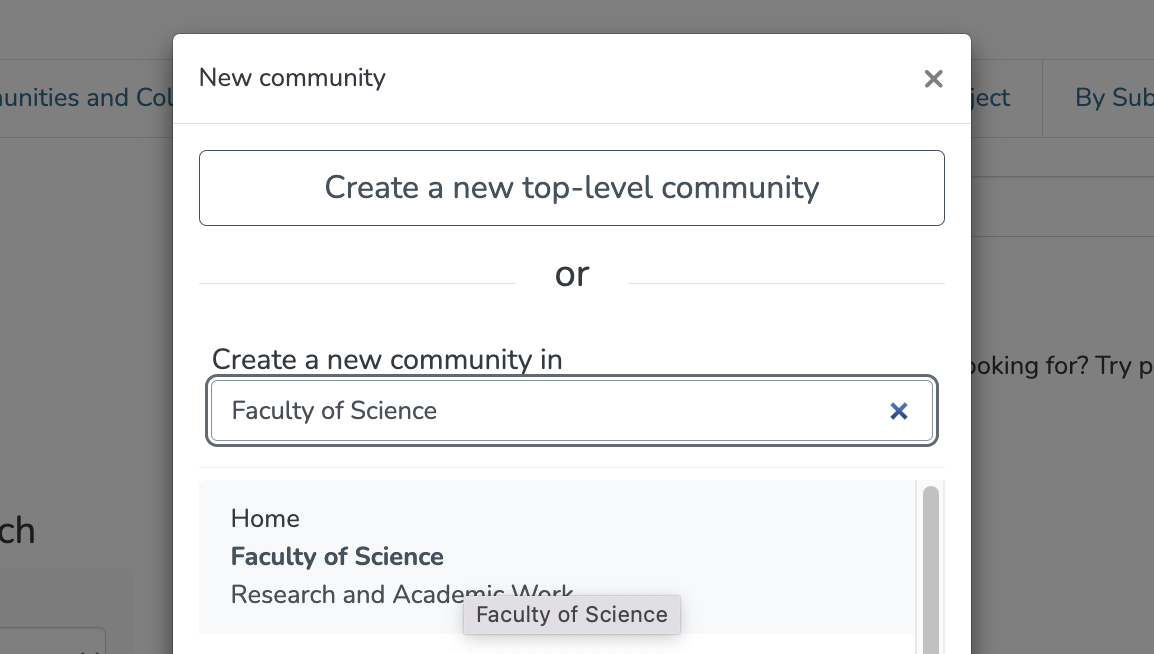 New community
unities and Col
ject
By Sub
Create a new top-level community
or
Create a new community in
ooking for? Try p
Faculty of Science
Home
Faculty of Science
Research and Academic Work
Faculty of Science
ch